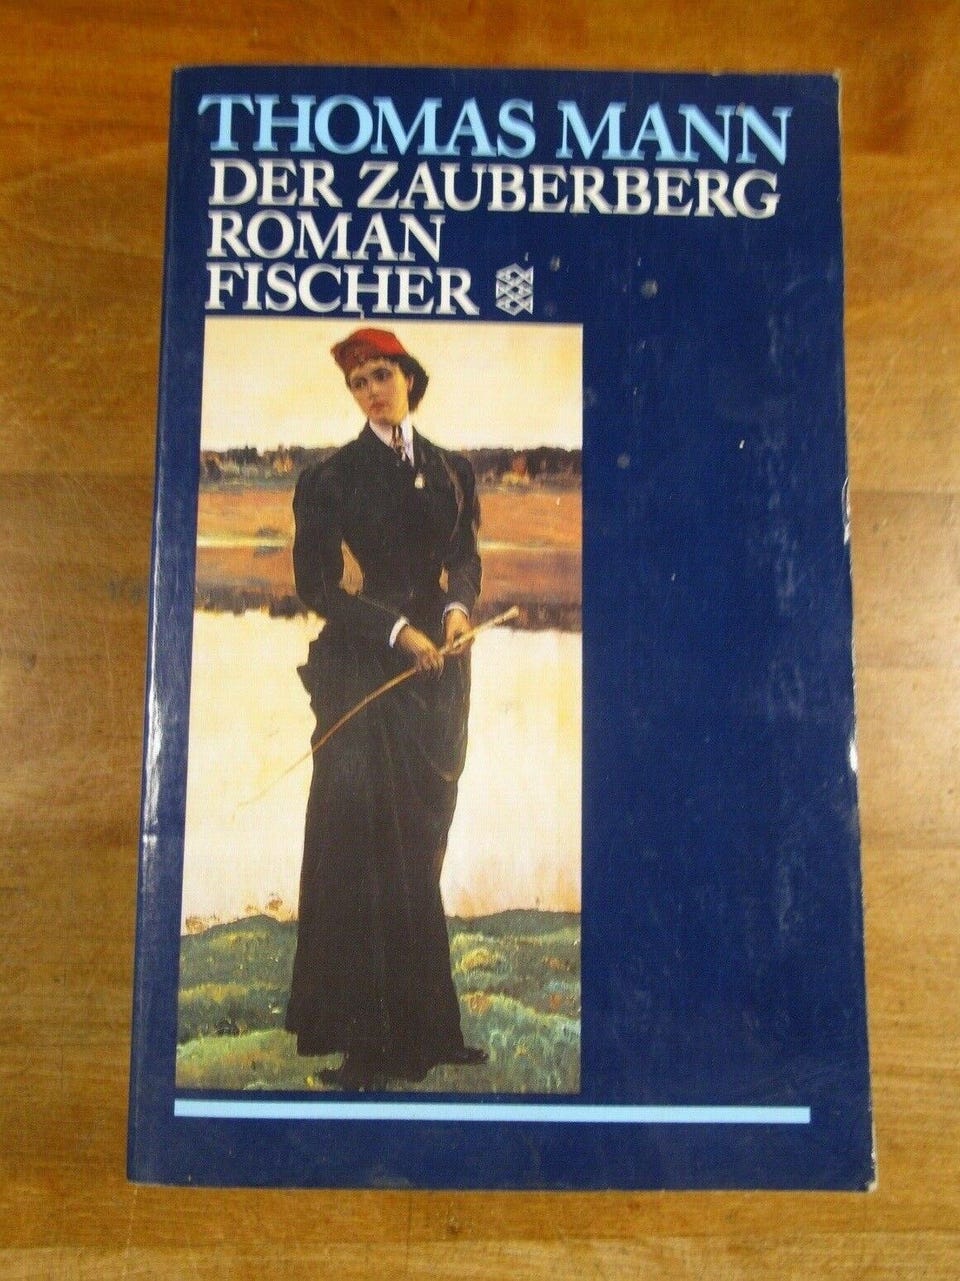 THOMAS MANN
DER ZAUBERBERG
ROMAN
FISCHER